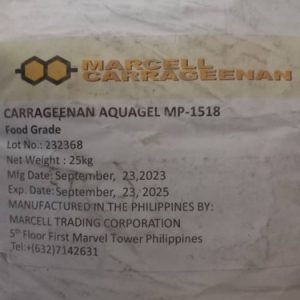 MARCELL
CARRAGEENAN
CARRAGEENAN AQUAGEL MP-1518
Food Grade
Lot No.: 232368
Net Weight : 25kg
Mfg Date: September, 23,2023
Exp. Date: September, 23, 2025
MANUFACTURED IN THE PHILIPPINES BY:
MARCELL TRADING CORPORATION
5th Floor First Marvel Tower Philippines
Tel:+(632)7142631